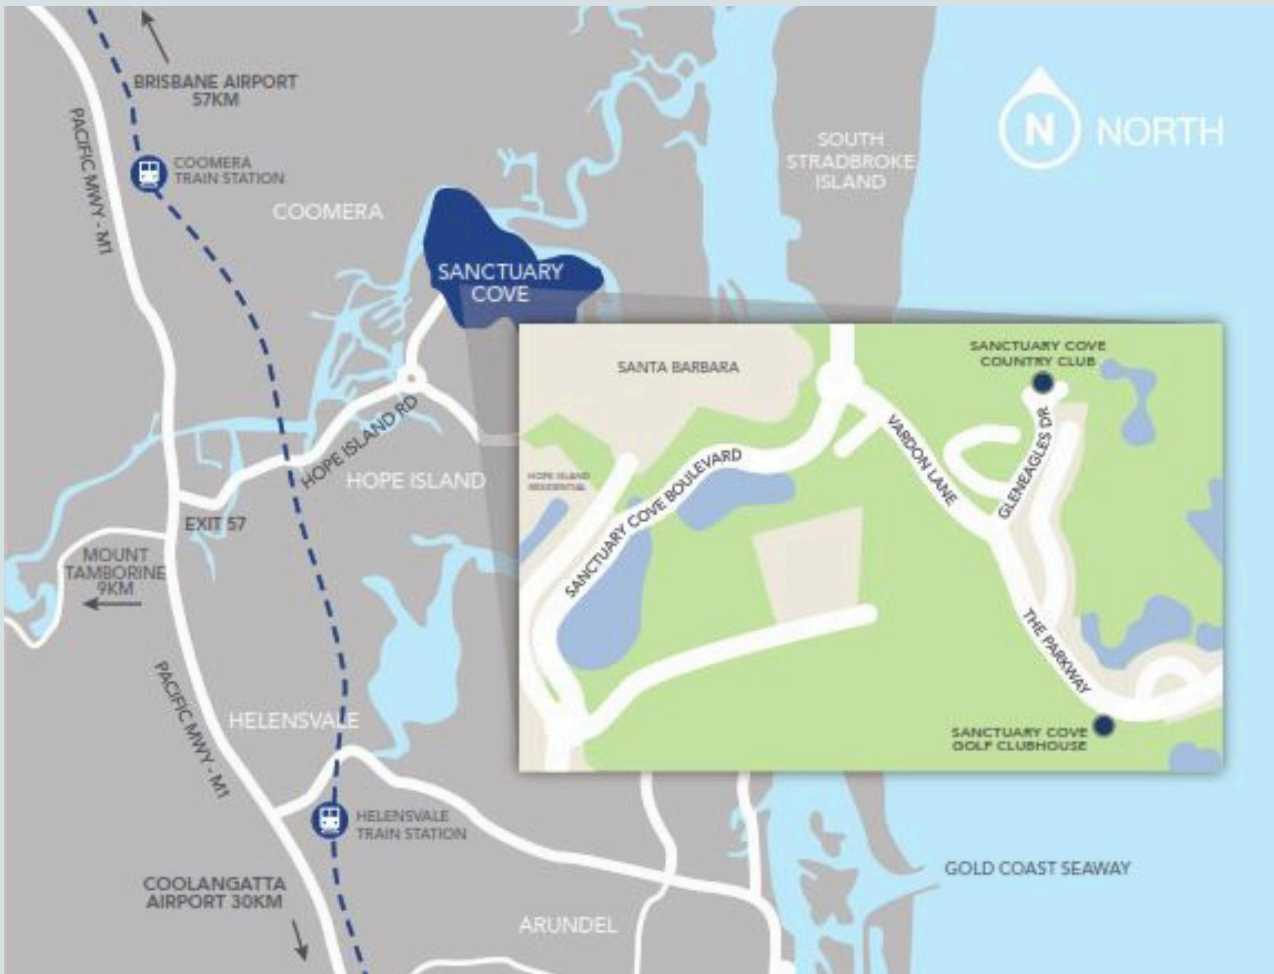 BRISBANE AIRPORT
57KM
PACIFIC MWY - M1
COOMERA
TRAIN STATION
COOMERA
SOUTH
STRADBROKE
ISLAND
N
NORTH
SANCTUARY
COVE
HOPE ISLAND RD
HOPE ISLAND
EXIT 57
MOUNT
TAMBORINE
9KM
PACIFIC MWY - M1
HELENSVALE
HELENSVALE
TRAIN STATION
COOLANGATTA
AIRPORT 30KM
ARUNDEL
GOLD COAST SEAWAY
SANTA BARBARA
SANCTUARY COVE
COUNTRY CLUB
HOPE ISLAND
RESIDENTIAL
SANCTUARY COVE BOULEVARD
VARDON LANE
GLENEAGLES DR
THE PARKWAY
SANCTUARY COVE
GOLF CLUBHOUSE